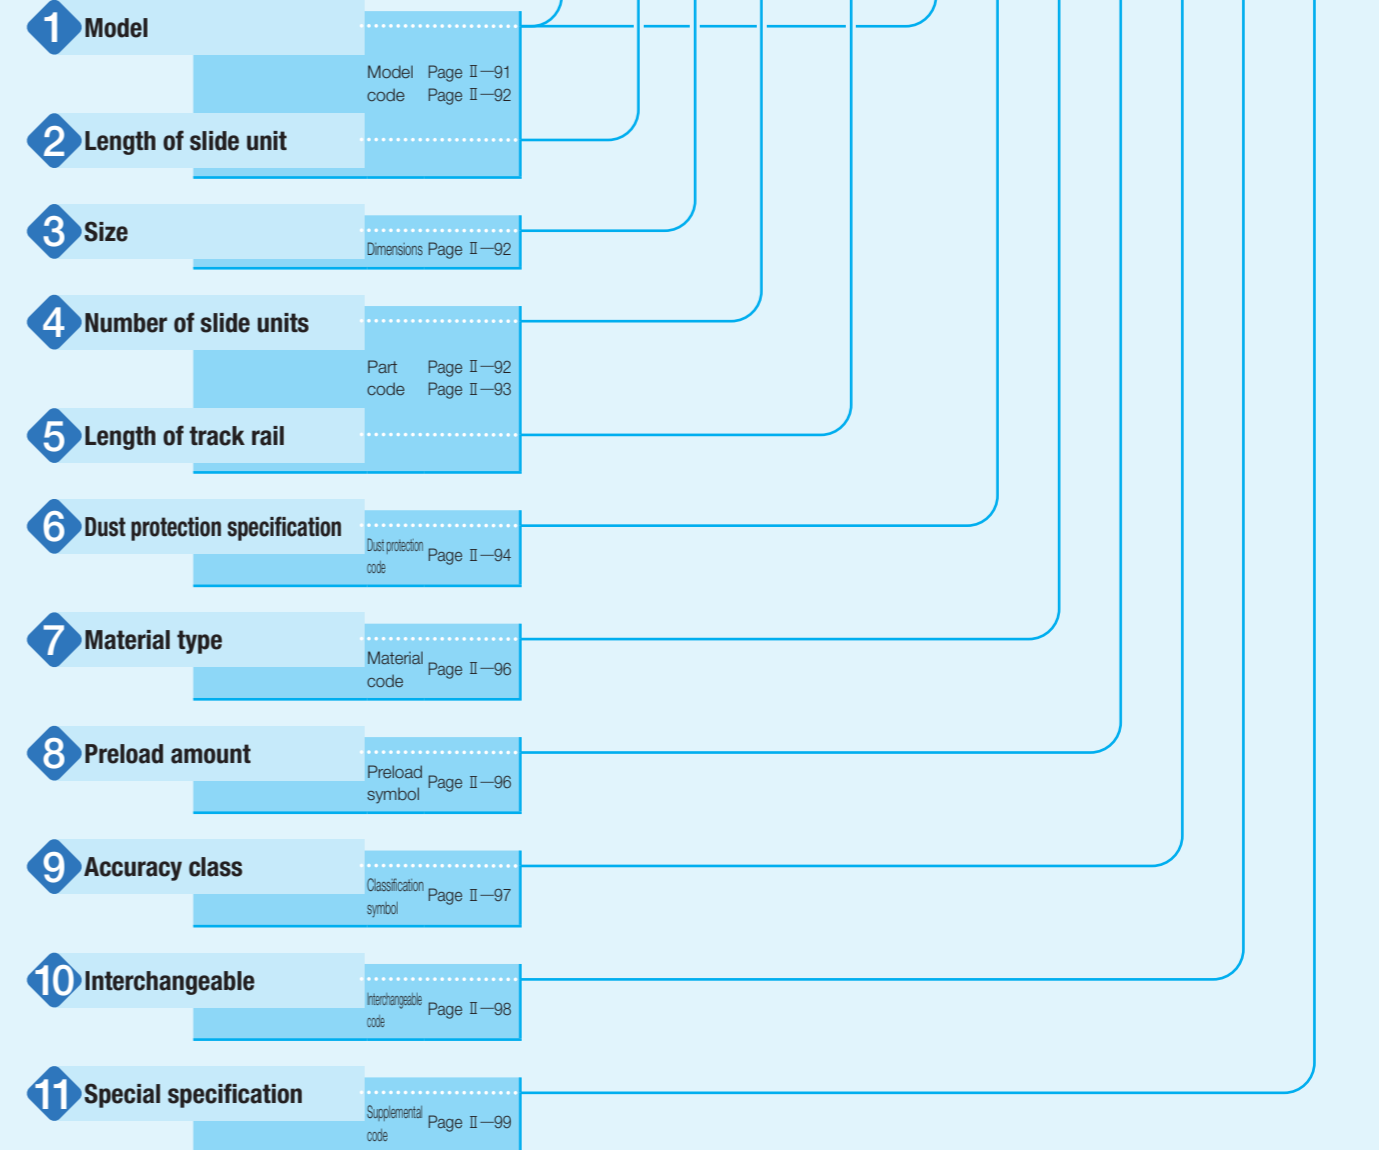 1 Model
Model Page Ⅱ—91
code Page Ⅱ—92
2 Length of slide unit
3 Size
Dimensions Page Ⅱ—92
4 Number of slide units
Part Page Ⅱ—92
code Page Ⅱ—93
5 Length of track rail
6 Dust protection specification
Dust protection
code
Page Ⅱ—94
7 Material type
Material
code
Page Ⅱ—96
8 Preload amount
Preload
symbol
Page Ⅱ—96
9 Accuracy class
Classification
symbol
Page Ⅱ—97
10 Interchangeable
Interchangeable
code
Page Ⅱ—98
11 Special specification
Supplemental
code
Page Ⅱ—99